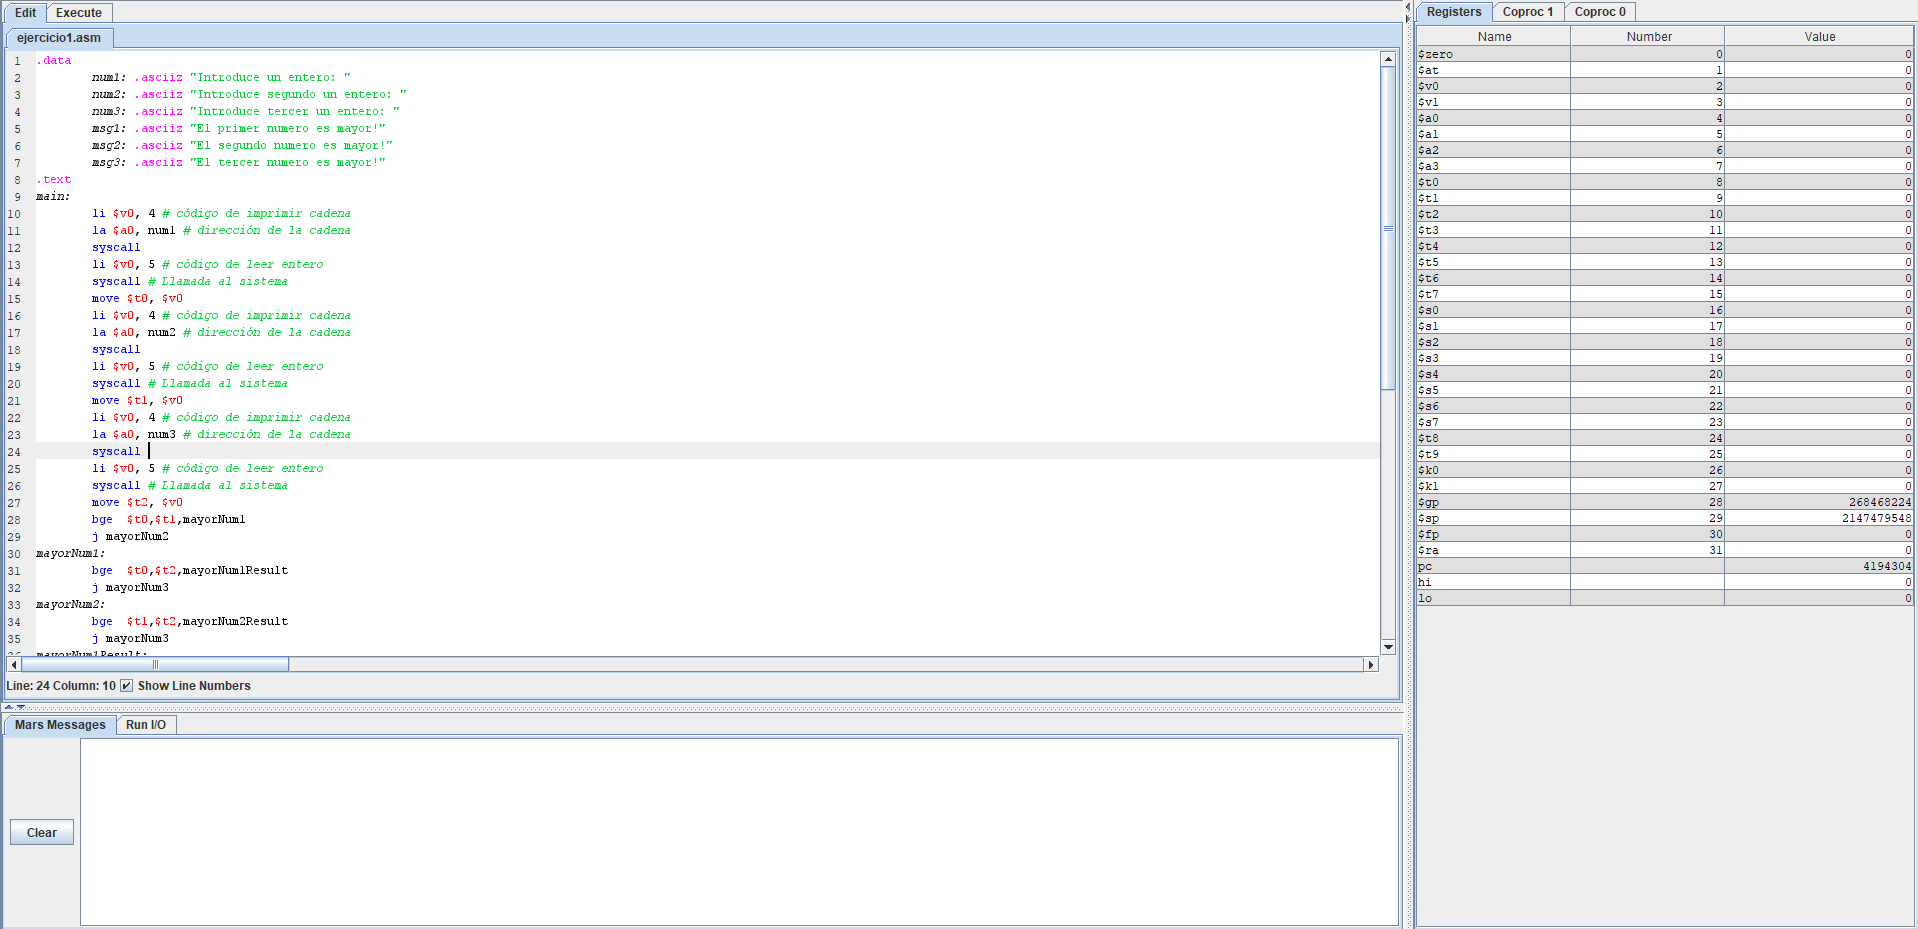 Edit Execute
ejercicio1.asm
1 .data
2 num1: .asciiz "Introduce un entero: "
3 num2: .asciiz "Introduce segundo un entero: "
4 num3: .asciiz "Introduce tercer un entero: "
5 msg1: .asciiz "El primer numero es mayor!"
6 msg2: .asciiz "El segundo numero es mayor!"
7 msg3: .asciiz "El tercer numero es mayor!"
8 .text
9 main:
10 li $v0, 4 # código de imprimir cadena
11 la $a0, num1 # dirección de la cadena
12 syscall
13 li $v0, 5 # código de leer entero
14 syscall # Llamada al sistema
15 move $t0, $v0
16 li $v0, 4 # código de imprimir cadena
17 la $a0, num2 # dirección de la cadena
18 syscall
19 li $v0, 5 # código de leer entero
20 syscall # Llamada al sistema
21 move $t1, $v0
22 li $v0, 4 # código de imprimir cadena
23 la $a0, num3 # dirección de la cadena
24 syscall
25 li $v0, 5 # código de leer entero
26 syscall # Llamada al sistema
27 move $t2, $v0
28 bge $t0,$t1,mayorNum1
29 j mayorNum2
30 mayorNum1:
31 bge $t0,$t2,mayorNum1Result
32 j mayorNum3
33 mayorNum2:
34 bge $t1,$t2,mayorNum2Result
35 j mayorNum3
36 mayorNum1Result:
Line: 24 Column: 10 Show Line Numbers
Mars Messages Run I/O
Clear
Registers Coproc 1 Coproc 0
Name Number Value
$zero 0 0
$at 1 0
$v0 2 0
$v1 3 0
$a0 4 0
$a1 5 0
$a2 6 0
$a3 7 0
$t0 8 0
$t1 9 0
$t2 10 0
$t3 11 0
$t4 12 0
$t5 13 0
$t6 14 0
$t7 15 0
$s0 16 0
$s1 17 0
$s2 18 0
$s3 19 0
$s4 20 0
$s5 21 0
$s6 22 0
$s7 23 0
$t8 24 0
$t9 25 0
$k0 26 0
$k1 27 0
$gp 28 268468224
$sp 29 2147479548
$fp 30 0
$ra 31 0
pc 4194304
hi 0
lo 0